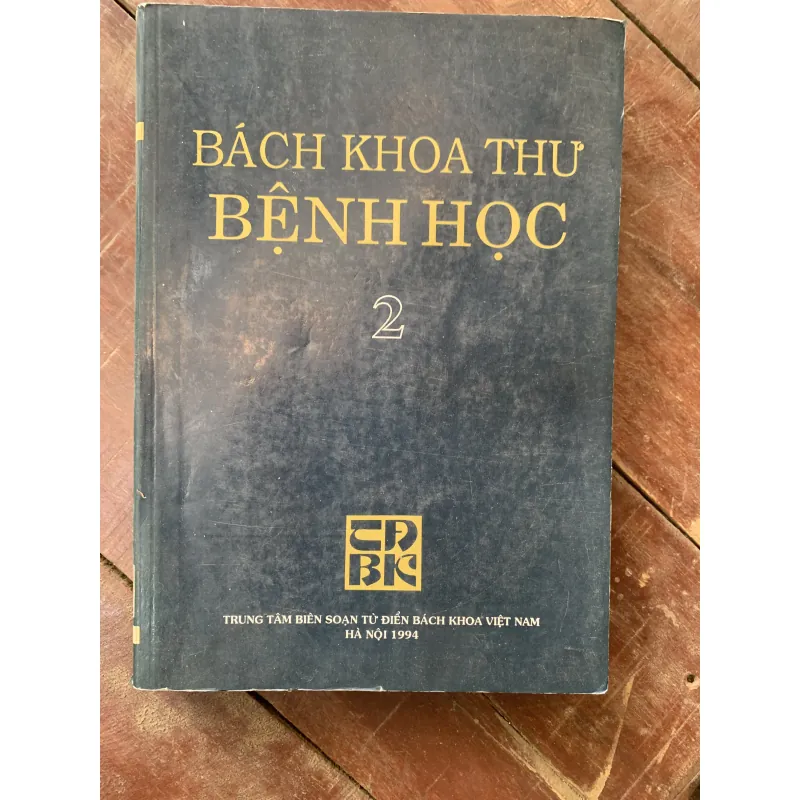 BÁCH KHOA THƯ
BỆNH HỌC
2
TĐ
BK
TRUNG TÂM BIÊN SOẠN TỪ ĐIỂN BÁCH KHOA VIỆT NAM
HÀ NỘI 1994